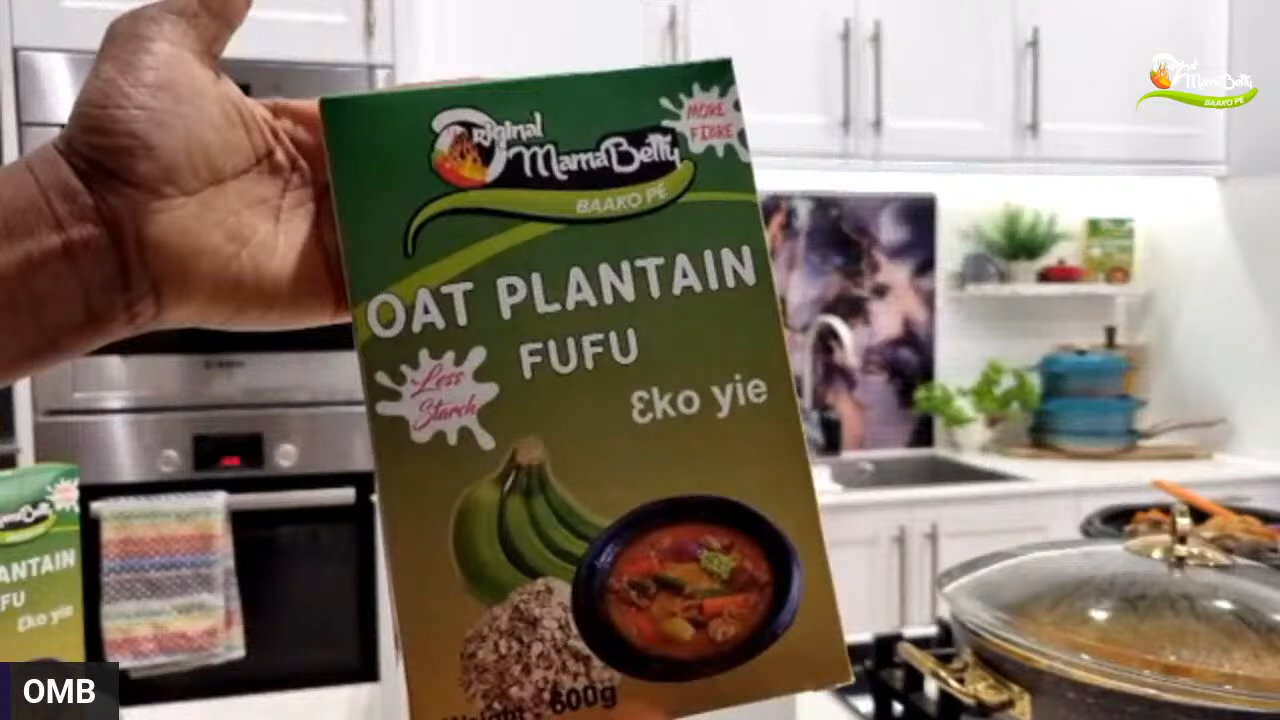 Original
MamaBetty
BAAKO PE
MORE
FIBRE
OAT PLANTAIN
FUFU
Less
Starch
Ɛko yie
Weight 600g
Original
MamaBetty
BAAKO PE
ANTAIN
FU
Ɛko yie
OMB